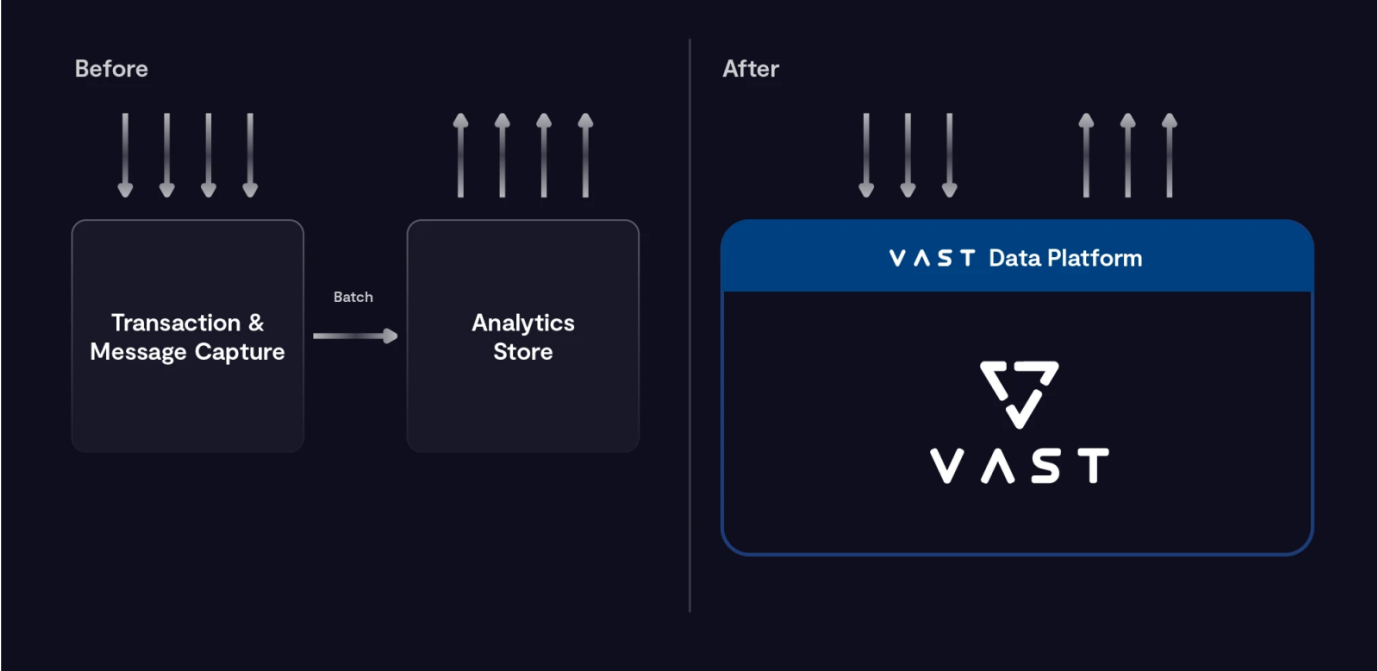 Before
Transaction &
Message Capture
Batch
Analytics
Store
After
VAST Data Platform
VAST